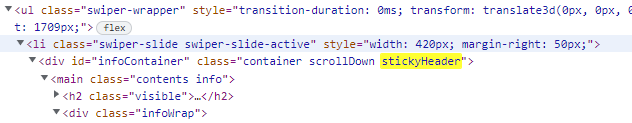 ▼<ul class="swiper-wrapper" style="transition-duration: 0ms; transform: translate3d(0px, 0px, 0
t: 1709px;"> flex
▼<li class="swiper-slide swiper-slide-active" style="width: 420px; margin-right: 50px;">
▼<div id="infoContainer" class="container scrollDown stickyHeader">
▼<main class="contents info">
▶<h2 class="visible">…</h2>
▼<div class="infoWrap">